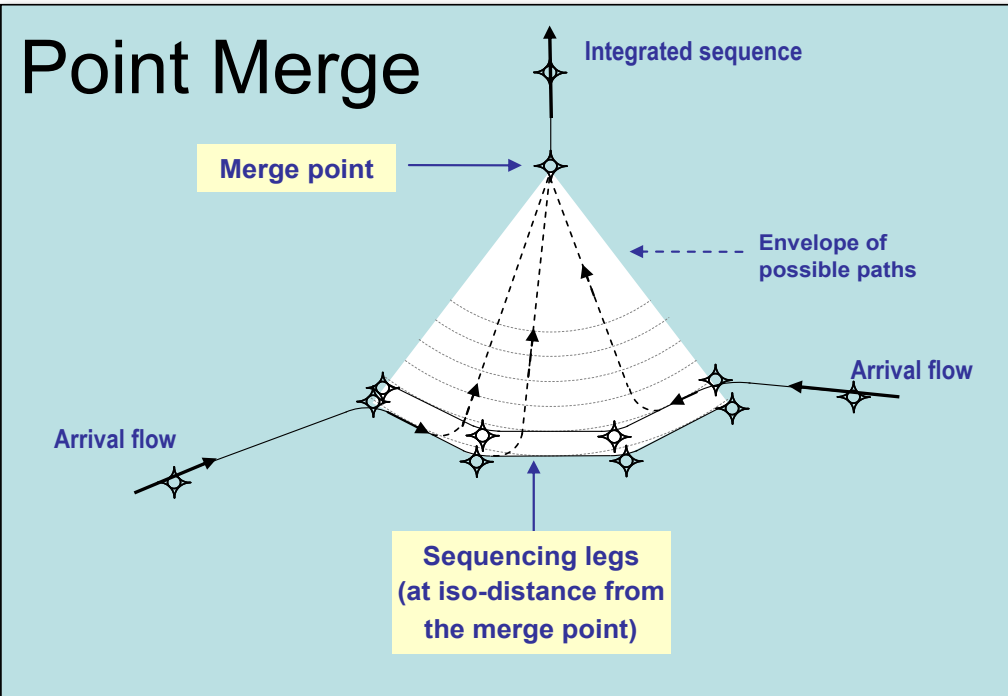 Point Merge
Integrated sequence
Merge point
Envelope of
possible paths
Arrival flow
Arrival flow
Sequencing legs
(at iso-distance from
the merge point)